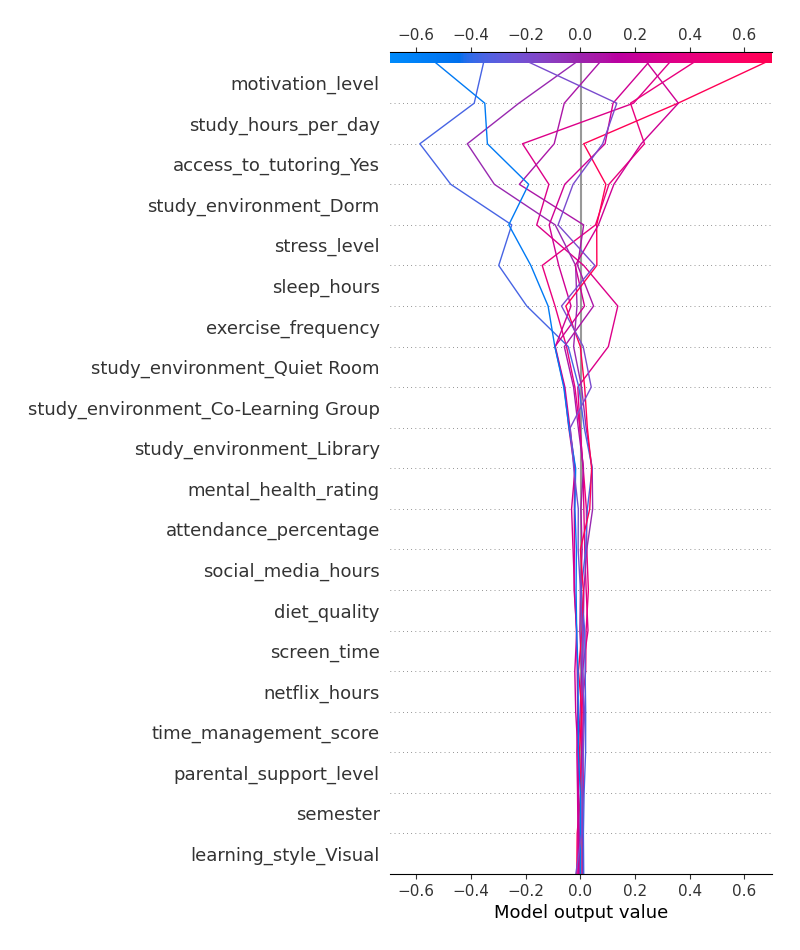 −0.6 −0.4 −0.2 0.0 0.2 0.4 0.6
motivation_level
study_hours_per_day
access_to_tutoring_Yes
study_environment_Dorm
stress_level
sleep_hours
exercise_frequency
study_environment_Quiet Room
study_environment_Co-Learning Group
study_environment_Library
mental_health_rating
attendance_percentage
social_media_hours
diet_quality
screen_time
netflix_hours
time_management_score
parental_support_level
semester
learning_style_Visual
−0.6 −0.4 −0.2 0.0 0.2 0.4 0.6
Model output value